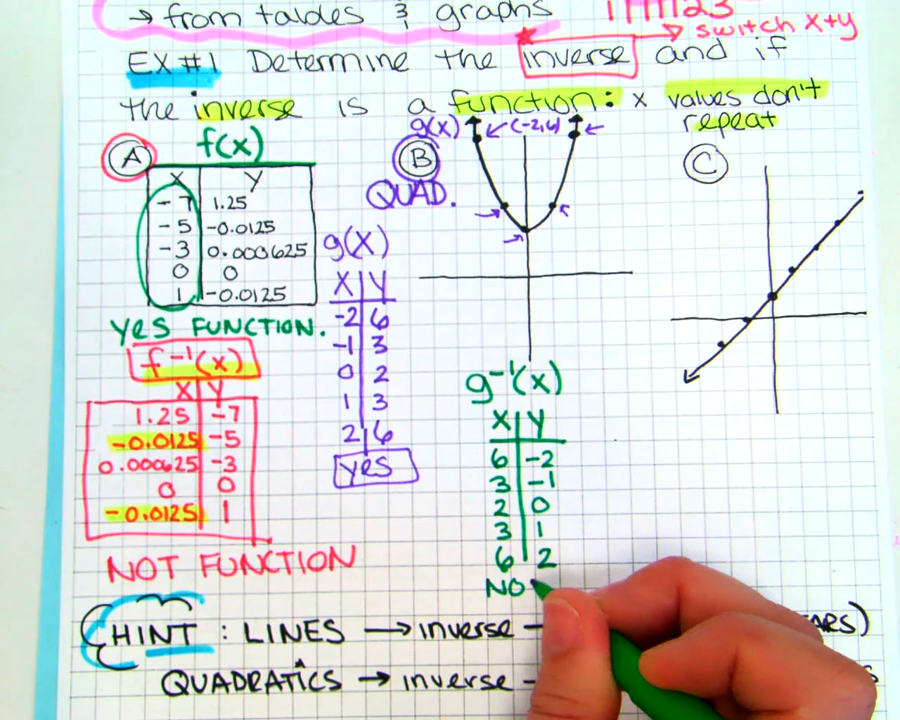 → from tables & graphs
switch x+y
EX #1 Determine the inverse and if
the inverse is a function: x values don't
repeat
A
f(x)
x y
-7 1.25
-5 -0.0125
-3 0.000625
0 0
1 -0.0125
YES FUNCTION.
f⁻¹(x)
X Y
1.25 -7
-0.0125 -5
0.000625 -3
0 0
-0.0125 1
NOT FUNCTION
g(x) (-2,6)
B
QUAD.
g(x)
X Y
-2 6
-1 3
0 2
1 3
2 6
yes
g⁻¹(x)
X Y
6 -2
3 -1
2 0
3 1
6 2
NO
C
HINT : LINES → inverse
QUADRATICS → inverse